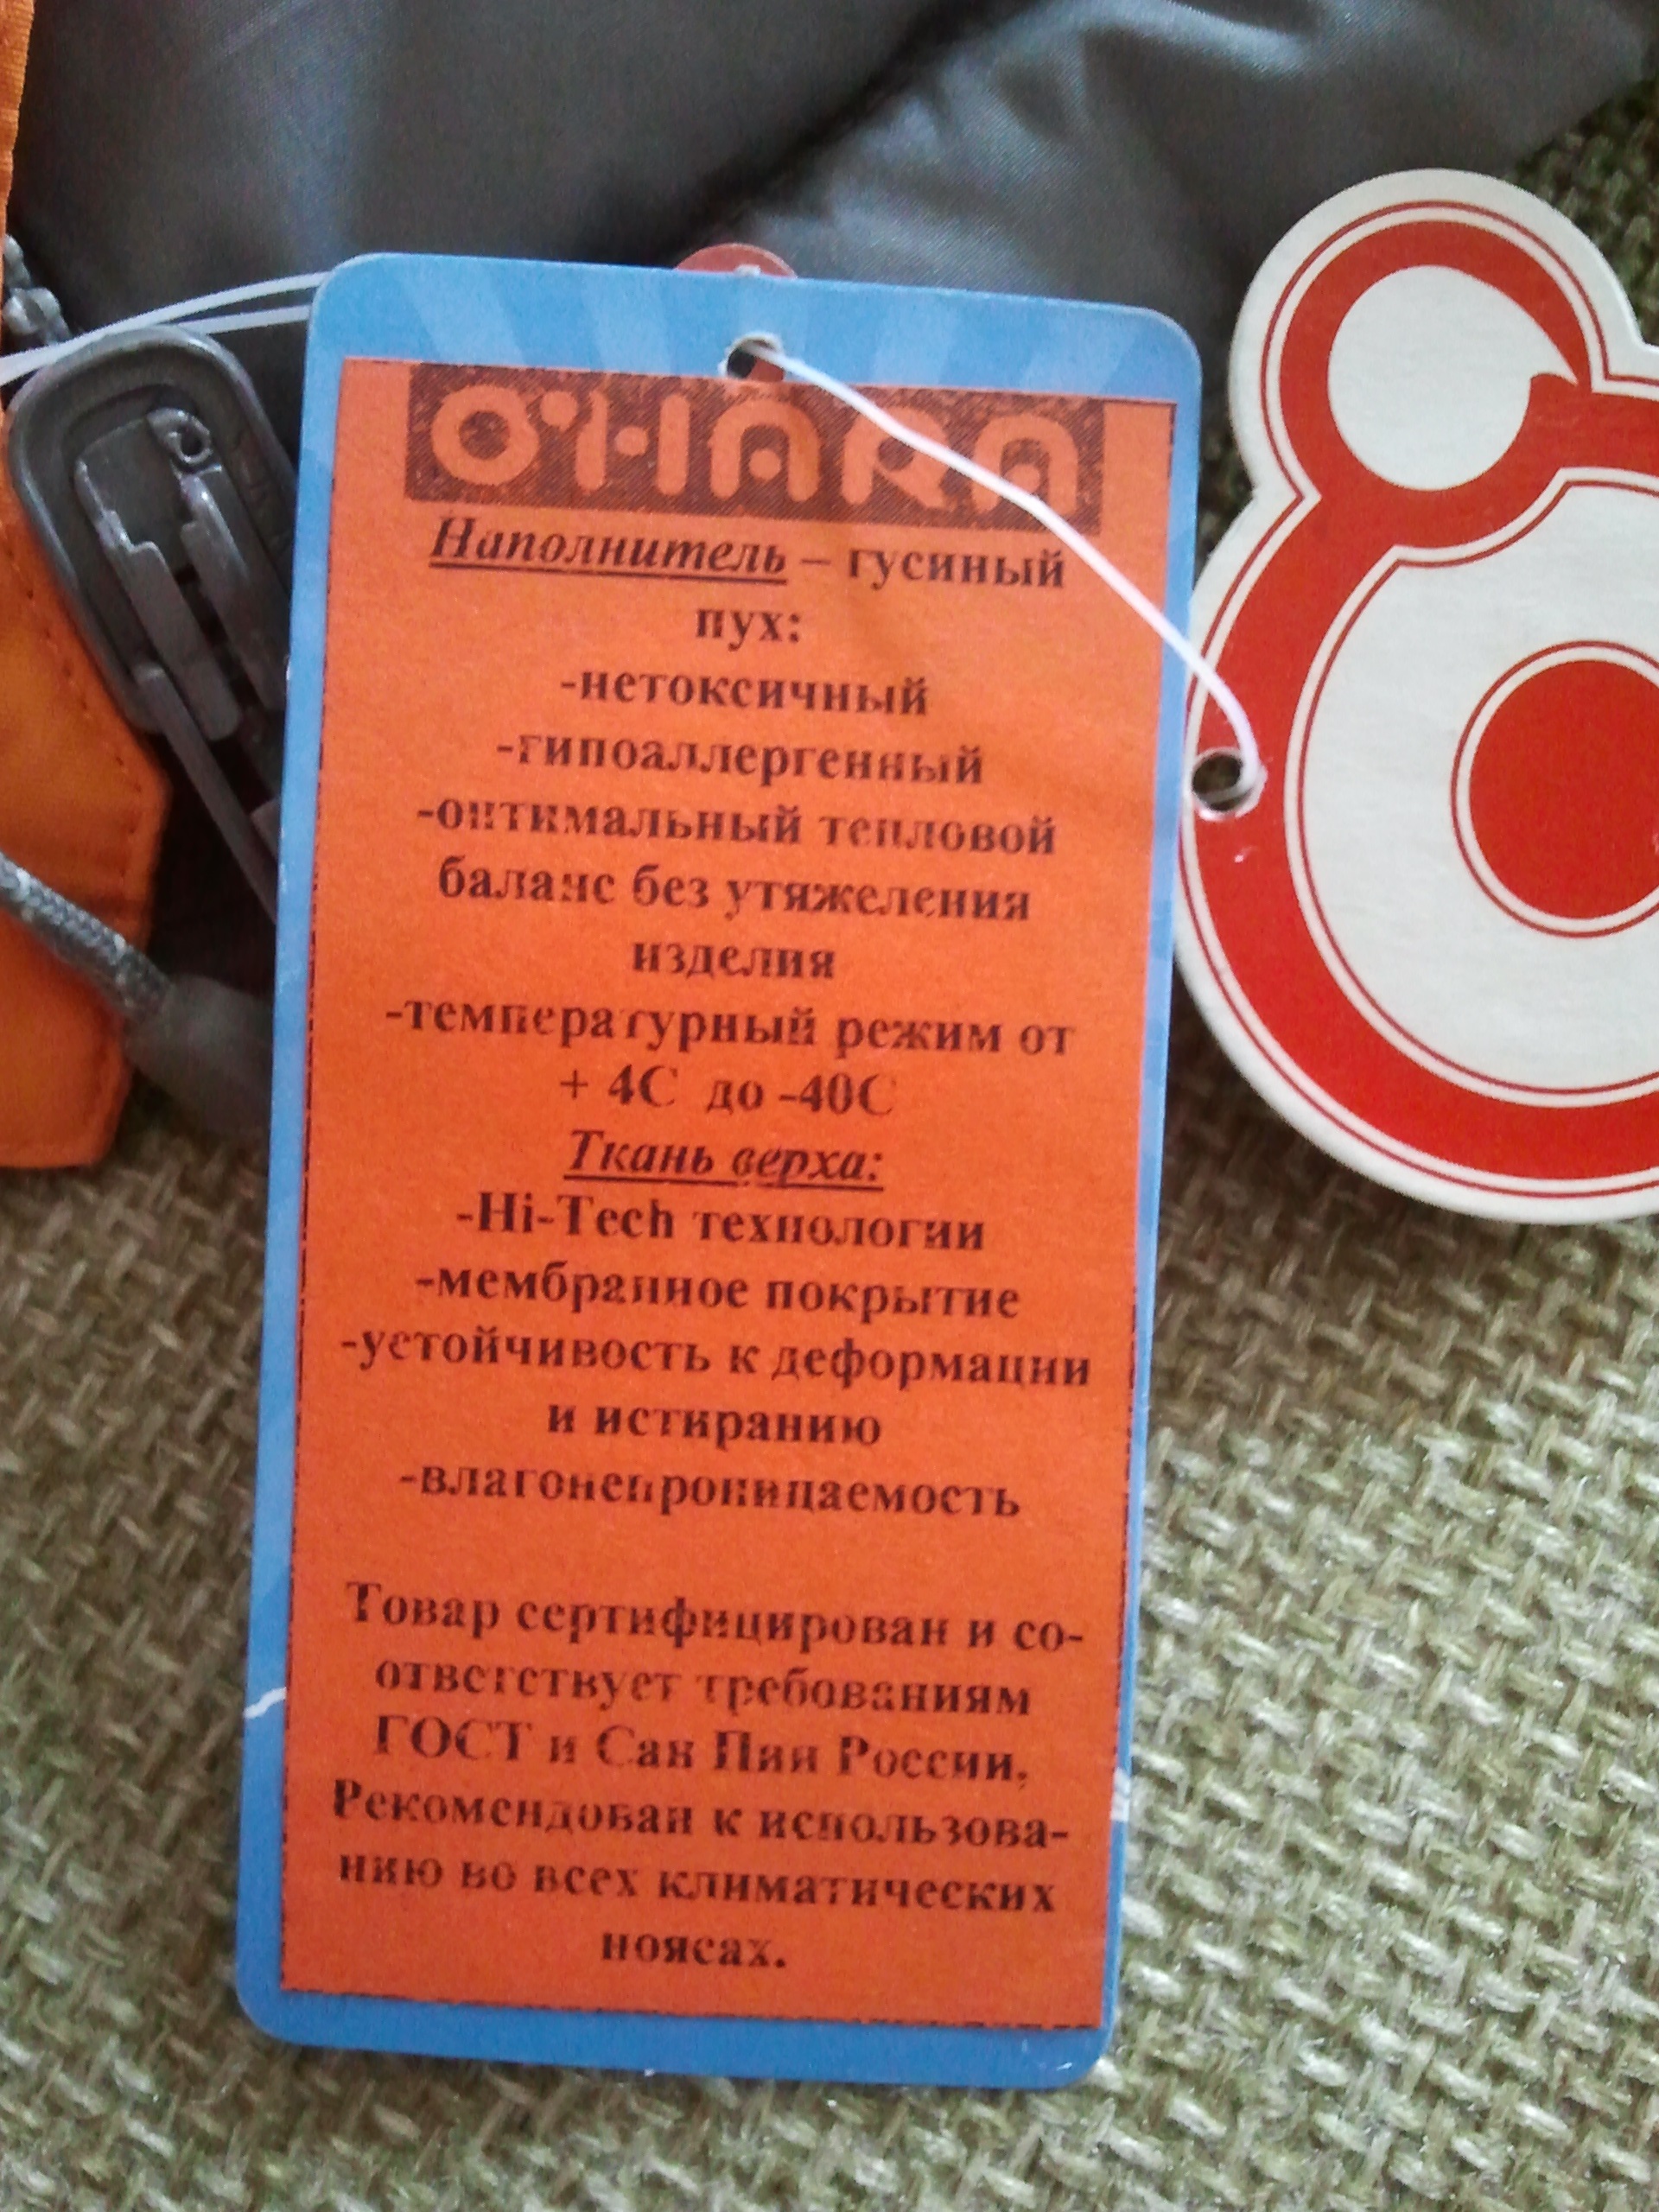 O'HARA
Наполнитель – гусиный
пух:
-нетоксичный
-гипоаллергенный
-оптимальный тепловой
баланс без утяжеления
изделия
-температурный режим от
+ 4С до -40С
Ткань верха:
-Hi-Tech технологии
-мембранное покрытие
-устойчивость к деформации
и истиранию
-влагонепроницаемость
Товар сертифицирован и со-
ответствует требованиям
ГОСТ и Сан Пин России.
Рекомендован к использова-
нию во всех климатических
поясах.